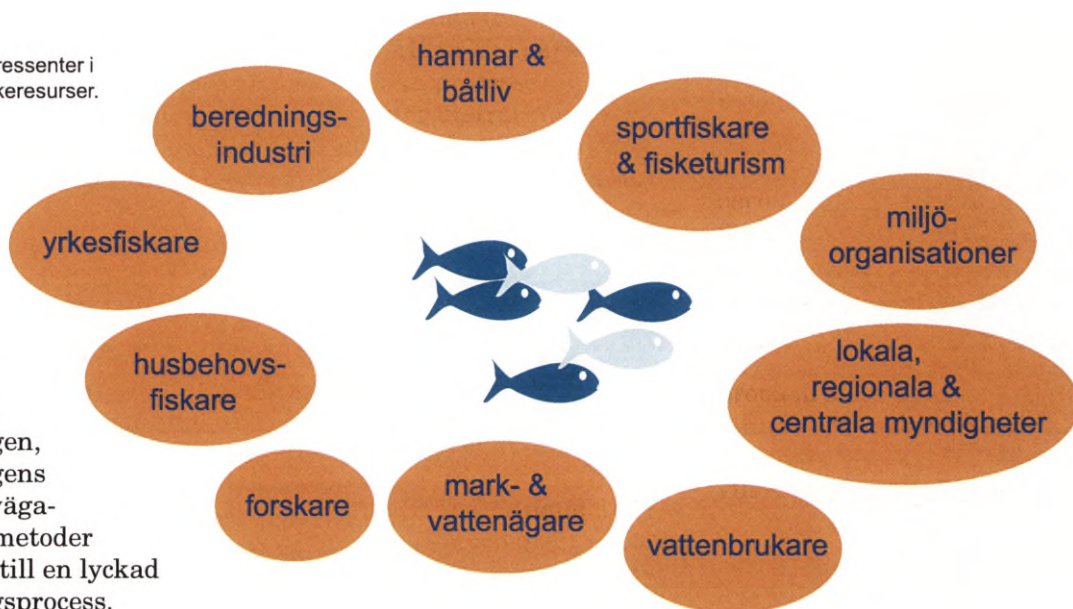 ressenter i
keresurser.
hamnar &
båtliv
berednings-
industri
sportfiskare
& fisketurism
yrkesfiskare
miljö-
organisationer
husbehovs-
fiskare
lokala,
regionala &
centrala myndigheter
forskare
mark- &
vattenägare
vattenbrukare
gen,
gens
väga-
metoder
till en lyckad
gsprocess.